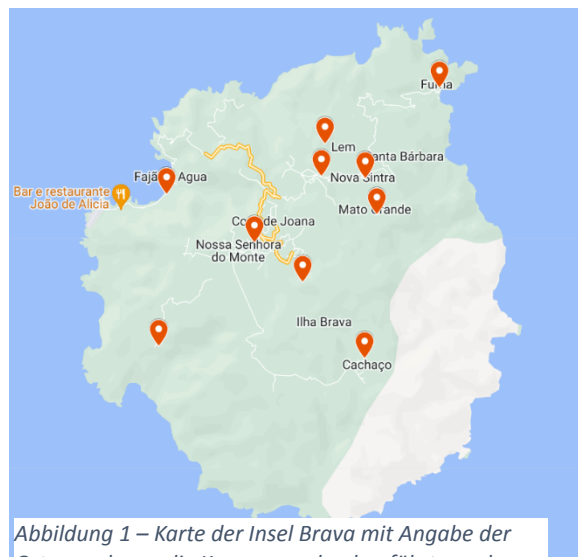 Furna
Lem
Santa Bárbara
Nova Sintra
Fajã Agua
Bar e restaurante
João de Alicia
Mato Grande
de Joana
Nossa Senhora
do Monte
Ilha Brava
Cachaço
Abbildung 1 – Karte der Insel Brava mit Angabe der